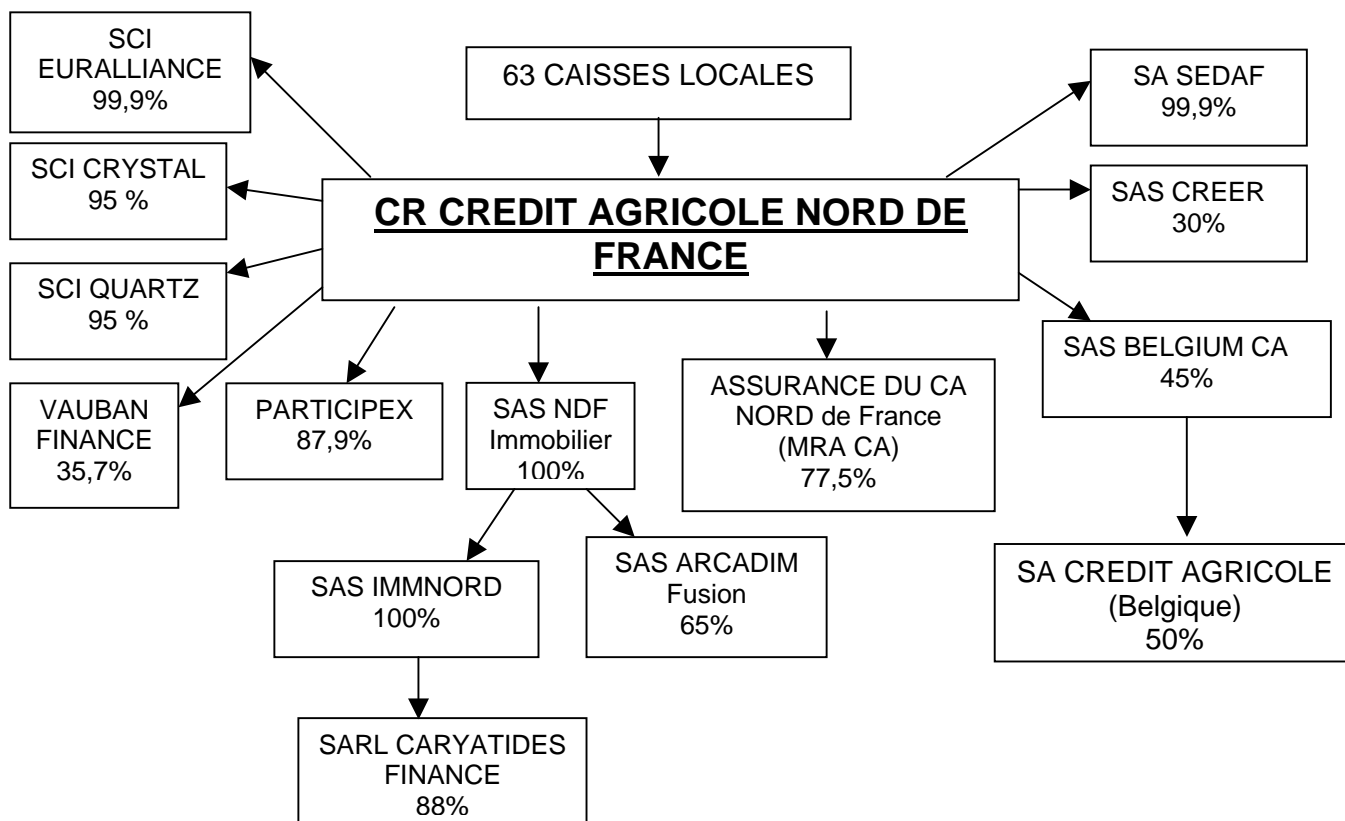 SCI
EURALLIANCE
99,9%
63 CAISSES LOCALES
SA SEDAF
99,9%
SCI CRYSTAL
95 %
SAS CREER
30%
CR CREDIT AGRICOLE NORD DE
FRANCE
SCI QUARTZ
95 %
SAS BELGIUM CA
45%
VAUBAN
FINANCE
35,7%
PARTICIPEX
87,9%
SAS NDF
Immobilier
100%
ASSURANCE DU CA
NORD de France
(MRA CA)
77,5%
SAS IMMNORD
100%
SAS ARCADIM
Fusion
65%
SA CREDIT AGRICOLE
(Belgique)
50%
SARL CARYATIDES
FINANCE
88%